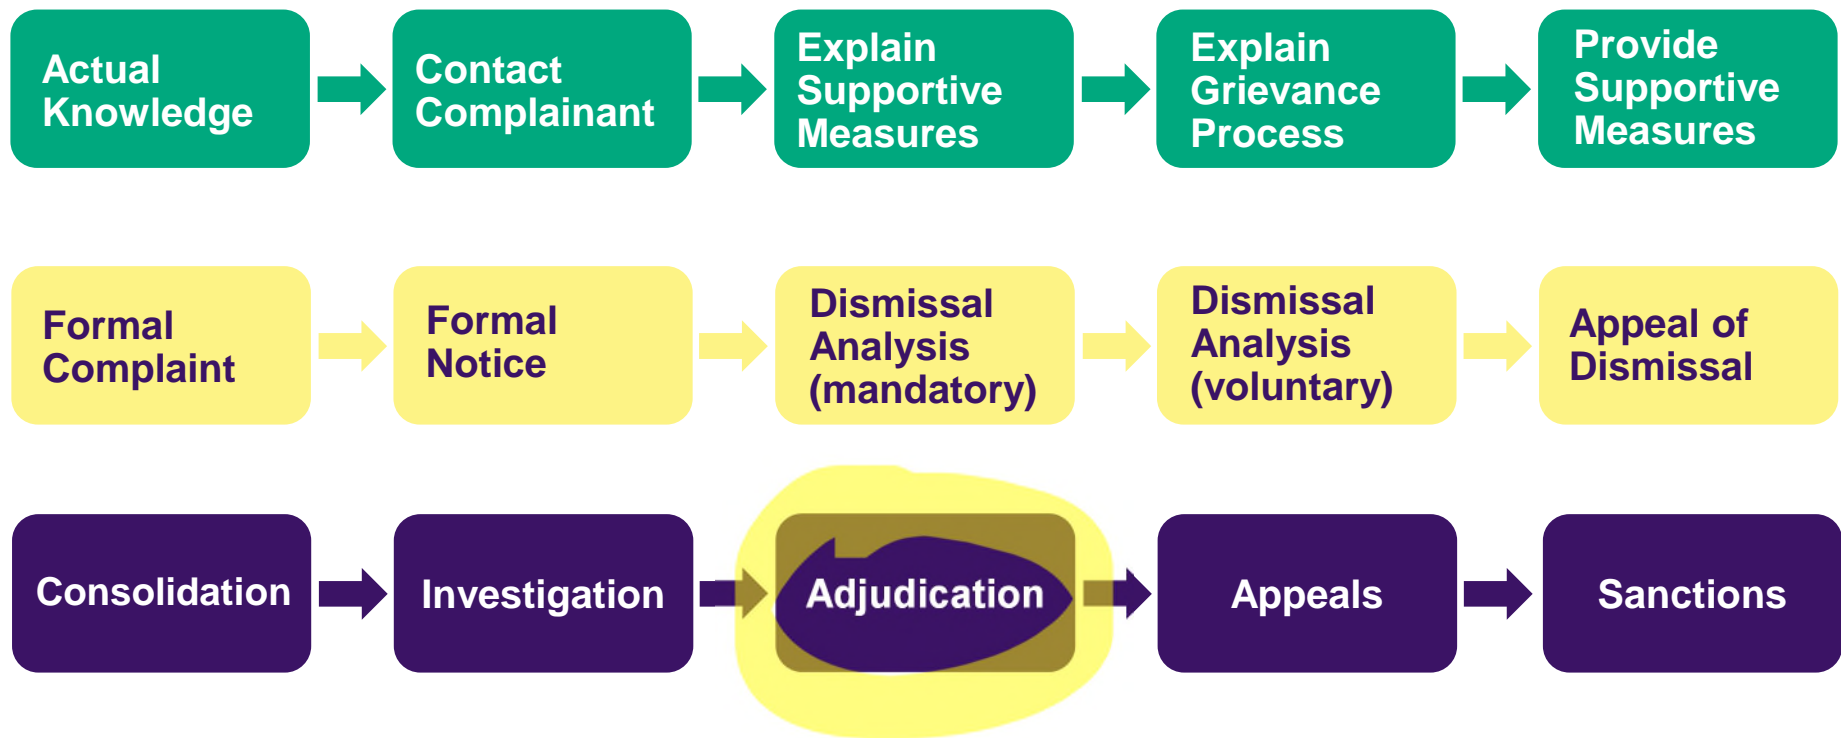 Actual
Knowledge
Contact
Complainant
Explain
Supportive
Measures
Explain
Grievance
Process
Provide
Supportive
Measures
Formal
Complaint
Formal
Notice
Dismissal
Analysis
(mandatory)
Dismissal
Analysis
(voluntary)
Appeal of
Dismissal
Consolidation
Investigation
Adjudication
Appeals
Sanctions